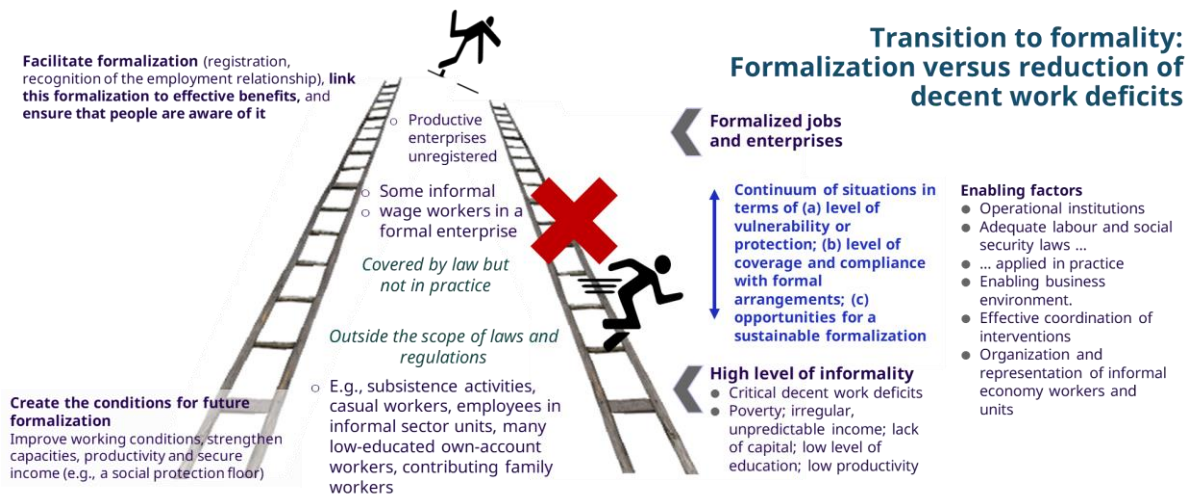 Transition to formality:
Formalization versus reduction of
decent work deficits
Facilitate formalization (registration,
recognition of the employment relationship), link
this formalization to effective benefits, and
ensure that people are aware of it
○ Productive
enterprises
unregistered
○ Some informal
○ wage workers in a
formal enterprise
Covered by law but
not in practice
Outside the scope of laws and
regulations
○ E.g., subsistence activities,
casual workers, employees in
informal sector units, many
low-educated own-account
workers, contributing family
workers
Create the conditions for future
formalization
Improve working conditions, strengthen
capacities, productivity and secure
income (e.g., a social protection floor)
Formalized jobs
and enterprises
Continuum of situations in
terms of (a) level of
vulnerability or
protection; (b) level of
coverage and compliance
with formal
arrangements; (c)
opportunities for a
sustainable formalization
High level of informality
● Critical decent work deficits
● Poverty; irregular,
unpredictable income; lack
of capital; low level of
education; low productivity
Enabling factors
● Operational institutions
● Adequate labour and social
security laws ...
● ... applied in practice
● Enabling business
environment.
● Effective coordination of
interventions
● Organization and
representation of informal
economy workers and
units